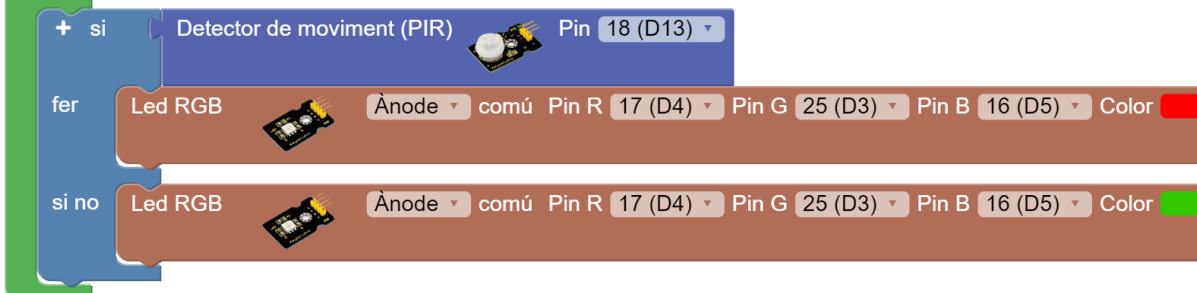 + si Detector de moviment (PIR) Pin 18 (D13)
fer Led RGB Ànode comú Pin R 17 (D4) Pin G 25 (D3) Pin B 16 (D5) Color
si no Led RGB Ànode comú Pin R 17 (D4) Pin G 25 (D3) Pin B 16 (D5) Color